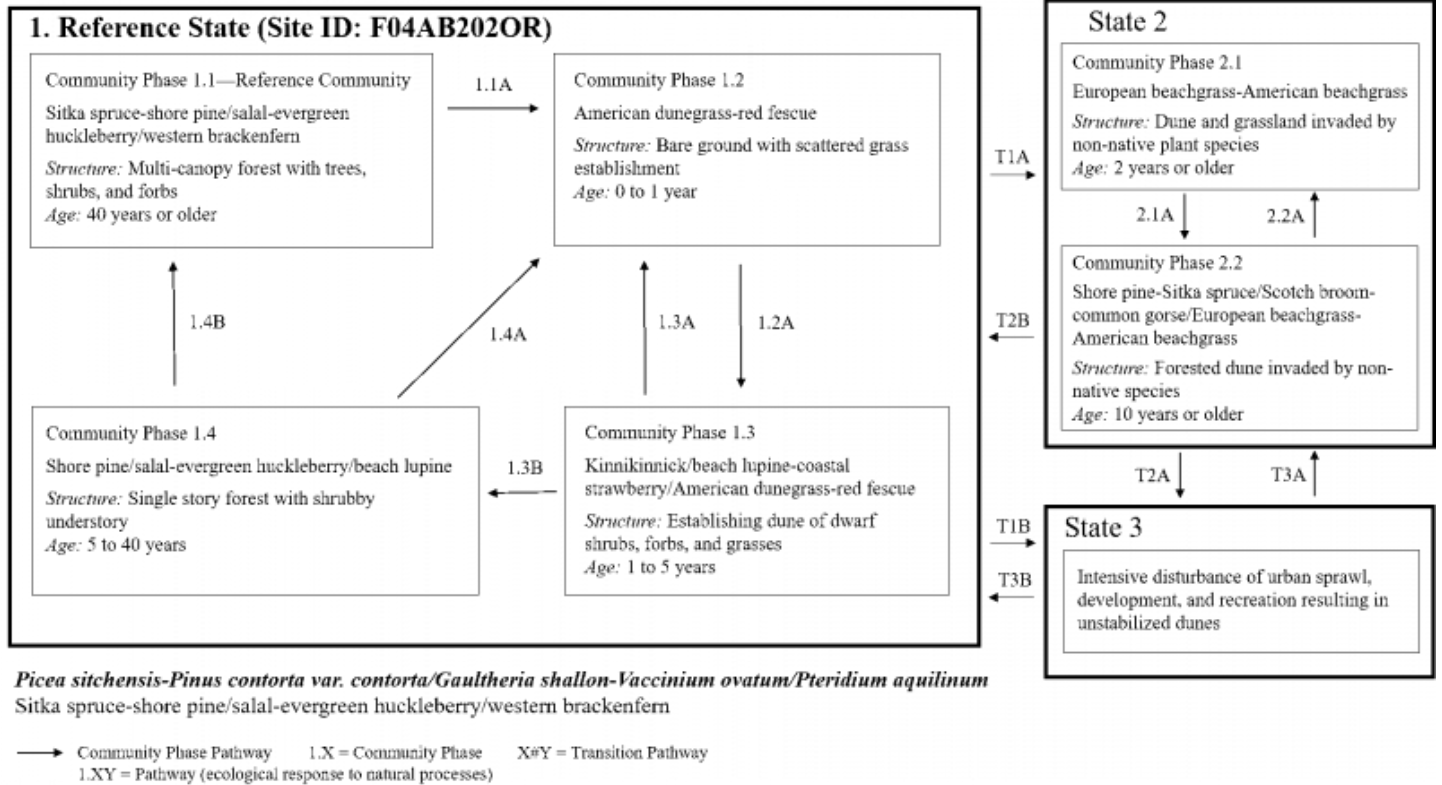 1. Reference State (Site ID: F04AB202OR)
Community Phase 1.1—Reference Community
Sitka spruce-shore pine/salal-evergreen
huckleberry/western brackenfern
Structure: Multi-canopy forest with trees,
shrubs, and forbs
Age: 40 years or older
1.1A
Community Phase 1.2
American dunegrass-red fescue
Structure: Bare ground with scattered grass
establishment
Age: 0 to 1 year
1.4B
1.4A
1.3A
1.2A
Community Phase 1.4
Shore pine/salal-evergreen huckleberry/beach lupine
Structure: Single story forest with shrubby
understory
Age: 5 to 40 years
1.3B
Community Phase 1.3
Kinnikinnick/beach lupine-coastal
strawberry/American dunegrass-red fescue
Structure: Establishing dune of dwarf
shrubs, forbs, and grasses
Age: 1 to 5 years
T1A
T2B
T1B
T3B
State 2
Community Phase 2.1
European beachgrass-American beachgrass
Structure: Dune and grassland invaded by
non-native plant species
Age: 2 years or older
2.1A
2.2A
Community Phase 2.2
Shore pine-Sitka spruce/Scotch broom-
common gorse/European beachgrass-
American beachgrass
Structure: Forested dune invaded by non-
native species
Age: 10 years or older
T2A
T3A
State 3
Intensive disturbance of urban sprawl,
development, and recreation resulting in
unstabilized dunes
Picea sitchensis-Pinus contorta var. contorta/Gaultheria shallon-Vaccinium ovatum/Pteridium aquilinum
Sitka spruce-shore pine/salal-evergreen huckleberry/western brackenfern
Community Phase Pathway 1.X = Community Phase X#Y = Transition Pathway
1.XY = Pathway (ecological response to natural processes)